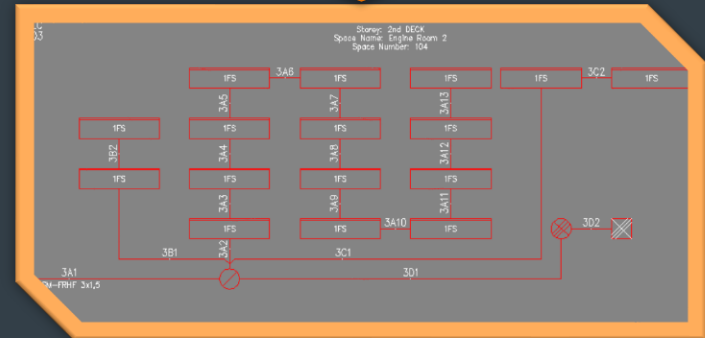 03
Storey: 2nd DECK
Space Name: Engine Room 2
Space Number: 104
1FS
3A6
1FS
1FS
1FS
3C2
1FS
3A5
3A7
3A13
1FS
1FS
1FS
1FS
3B2
3A4
3A8
3A12
1FS
1FS
1FS
1FS
3A3
3A9
3A11
1FS
1FS
3A10
1FS
3D2
3A2
3B1
3C1
3A1
3D1
CM-FRHF 3x1,5